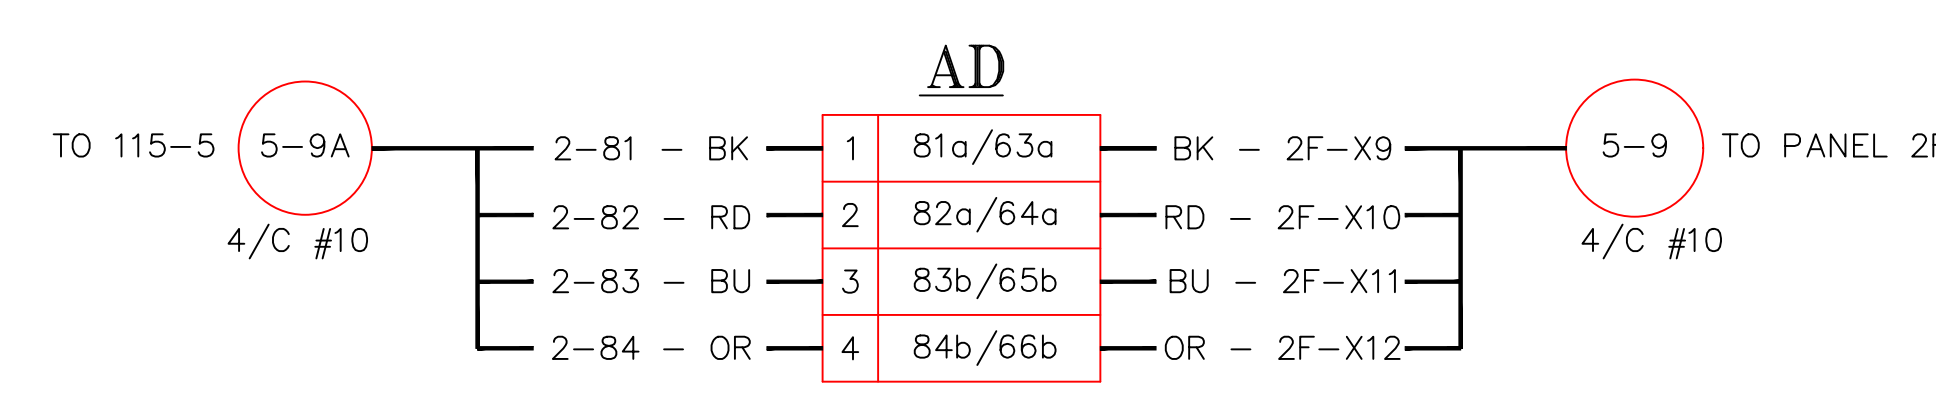 AD
TO 115-5 5-9A 2-81 - BK 1 81a/63a BK - 2F-X9 5-9 TO PANEL
2-82 - RD 2 82a/64a RD - 2F-X10
4/C #10 4/C #10
2-83 - BU 3 83b/65b BU - 2F-X11
2-84 - OR 4 84b/66b OR - 2F-X12